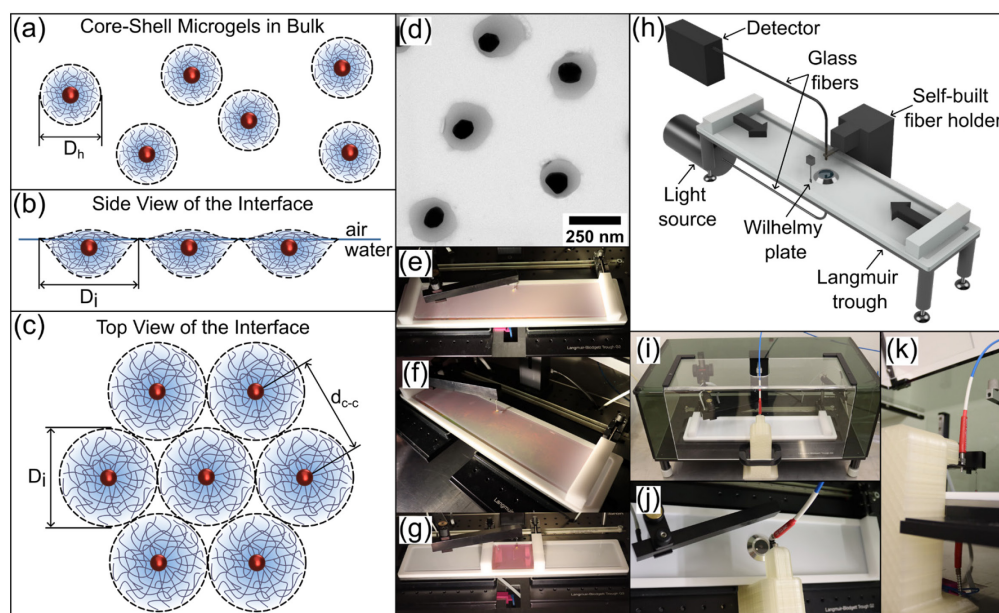 (a)
Core-Shell Microgels in Bulk
Dh
(b)
Side View of the Interface
air
water
Di
(c)
Top View of the Interface
dc-c
Di
(d)
250 nm
(e)
(f)
(g)
(h)
Detector
Glass
fibers
Self-built
fiber holder
Light
source
Wilhelmy
plate
Langmuir
trough
(i)
(j)
(k)